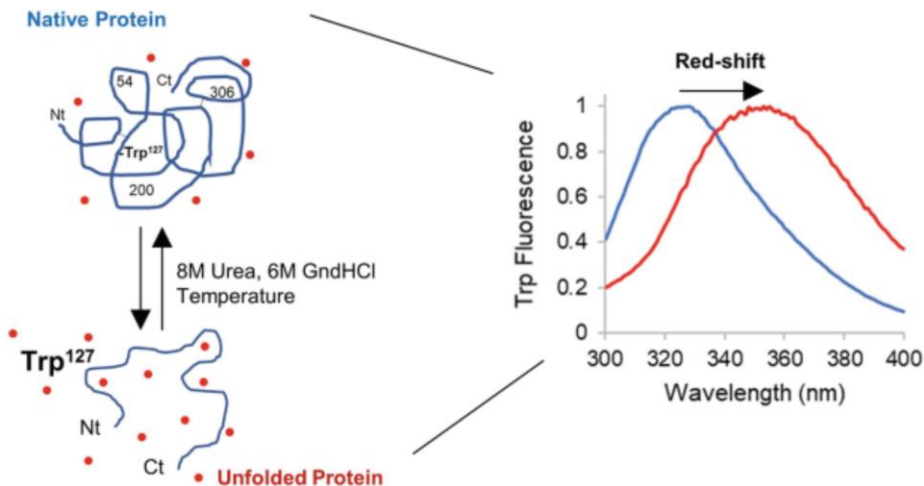 Native Protein
54
Ct
306
Nt
-Trp¹²⁷
200
8M Urea, 6M GndHCl
Temperature
Trp¹²⁷
Nt
Ct
Unfolded Protein
Red-shift
Trp Fluorescence
1
0.8
0.6
0.4
0.2
0
300 320 340 360 380 400
Wavelength (nm)